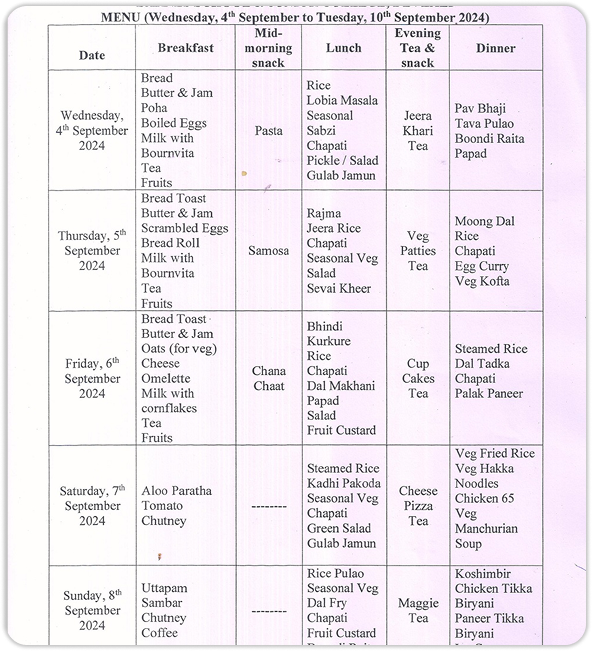 MENU (Wednesday, 4th September to Tuesday, 10th September 2024)
Date
Breakfast
Mid-
morning
snack
Lunch
Evening
Tea &
snack
Dinner
Wednesday,
4th September
2024
Bread
Butter & Jam
Poha
Boiled Eggs
Milk with
Bournvita
Tea
Fruits
Pasta
Rice
Lobia Masala
Seasonal
Sabzi
Chapati
Pickle / Salad
Gulab Jamun
Jeera
Khari
Tea
Pav Bhaji
Tava Pulao
Boondi Raita
Papad
Thursday, 5th
September
2024
Bread Toast
Butter & Jam
Scrambled Eggs
Bread Roll
Milk with
Bournvita
Tea
Fruits
Samosa
Rajma
Jeera Rice
Chapati
Seasonal Veg
Salad
Sevai Kheer
Veg
Patties
Tea
Moong Dal
Rice
Chapati
Egg Curry
Veg Kofta
Friday, 6th
September
2024
Bread Toast
Butter & Jam
Oats (for veg)
Cheese
Omelette
Milk with
cornflakes
Tea
Fruits
Chana
Chaat
Bhindi
Kurkure
Rice
Chapati
Dal Makhani
Papad
Salad
Fruit Custard
Cup
Cakes
Tea
Steamed Rice
Dal Tadka
Chapati
Palak Paneer
Saturday, 7th
September
2024
Aloo Paratha
Tomato
Chutney
--------
Steamed Rice
Kadhi Pakoda
Seasonal Veg
Chapati
Green Salad
Gulab Jamun
Cheese
Pizza
Tea
Veg Fried Rice
Veg Hakka
Noodles
Chicken 65
Veg
Manchurian
Soup
Sunday, 8th
September
2024
Uttapam
Sambar
Chutney
Coffee
--------
Rice Pulao
Seasonal Veg
Dal Fry
Chapati
Fruit Custard
Maggie
Tea
Koshimbir
Chicken Tikka
Biryani
Paneer Tikka
Biryani